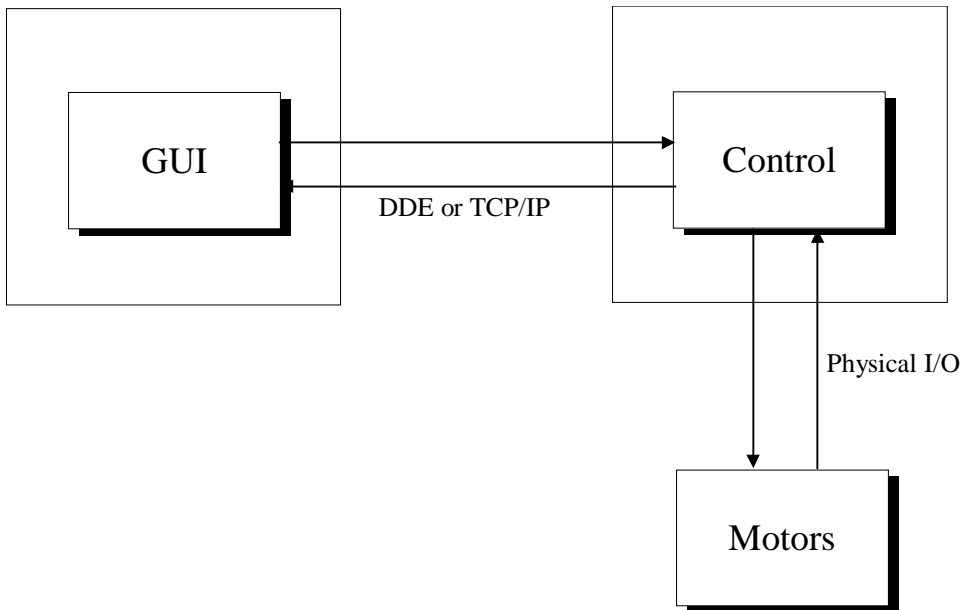 GUI
Control
DDE or TCP/IP
Physical I/O
Motors